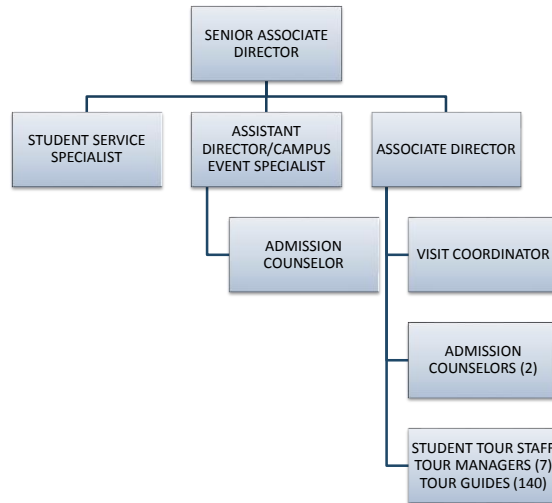 SENIOR ASSOCIATE
DIRECTOR
STUDENT SERVICE
SPECIALIST
ASSISTANT
DIRECTOR/CAMPUS
EVENT SPECIALIST
ASSOCIATE DIRECTOR
ADMISSION
COUNSELOR
VISIT COORDINATOR
ADMISSION
COUNSELORS (2)
STUDENT TOUR STAFF
TOUR MANAGERS (7)
TOUR GUIDES (140)